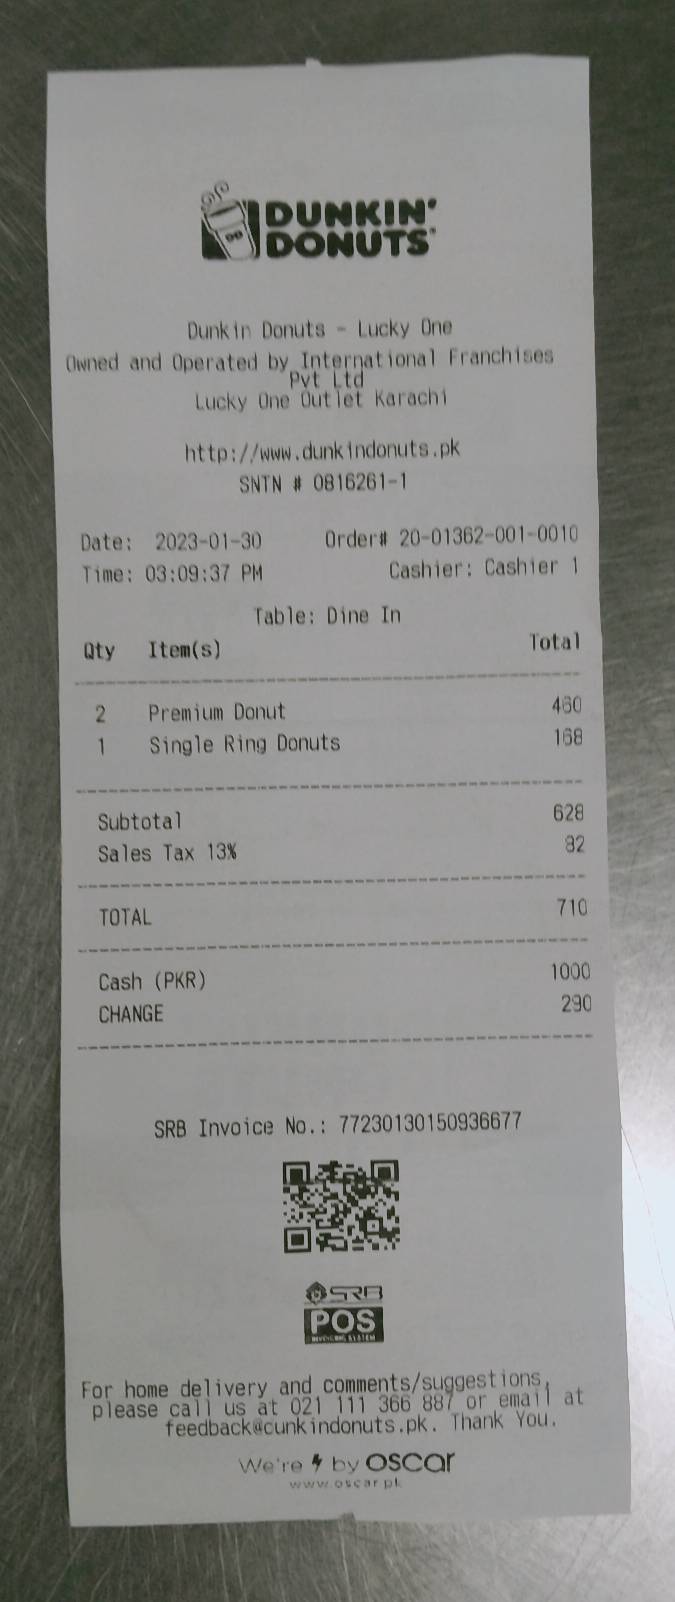 DUNKIN'
DONUTS
Dunkin Donuts - Lucky One
Owned and Operated by International Franchises
Pvt Ltd
Lucky One Outlet Karachi
http://www.dunkindonuts.pk
SNTN # 0816261-1
Date: 2023-01-30 Order# 20-01362-001-0010
Time: 03:09:37 PM Cashier: Cashier 1
Table: Dine In
Qty Item(s) Total
2 Premium Donut 460
1 Single Ring Donuts 168
Subtotal 628
Sales Tax 13% 82
TOTAL 710
Cash (PKR) 1000
CHANGE 290
SRB Invoice No.: 77230130150936677
SRB
POS
For home delivery and comments/suggestions,
please call us at 021 111 366 887 or email at
feedback@cunkindonuts.pk. Thank You.
We're by oscar
www.oscar.pk